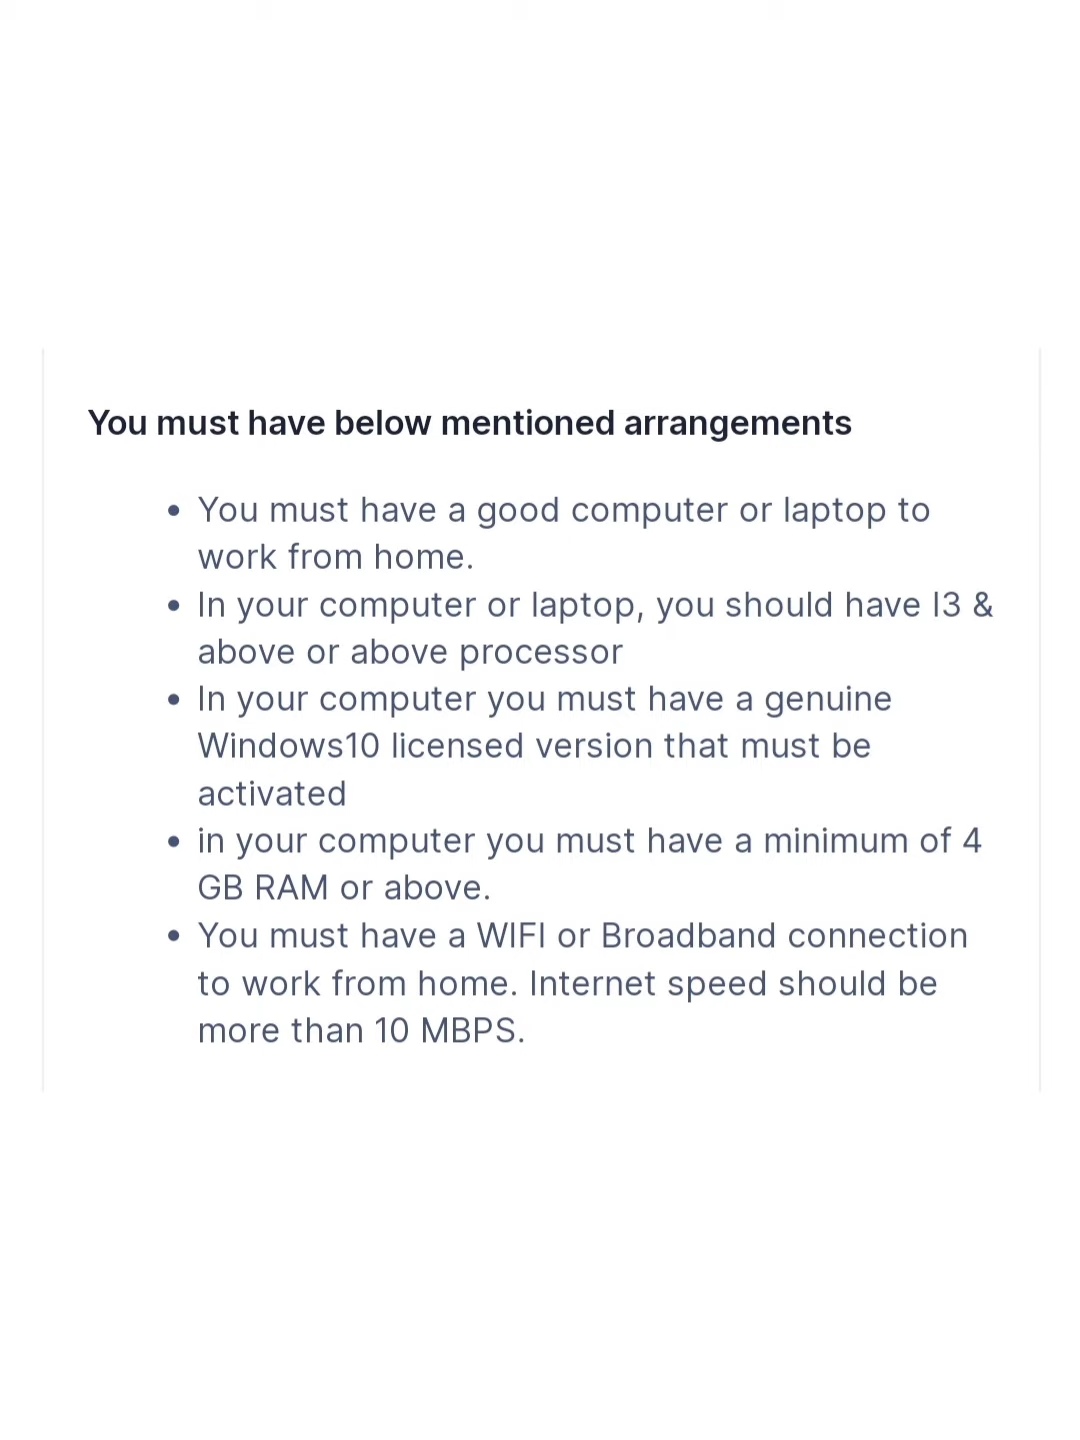 You must have below mentioned arrangements
• You must have a good computer or laptop to
work from home.
• In your computer or laptop, you should have I3 &
above or above processor
• In your computer you must have a genuine
Windows10 licensed version that must be
activated
• in your computer you must have a minimum of 4
GB RAM or above.
• You must have a WIFI or Broadband connection
to work from home. Internet speed should be
more than 10 MBPS.